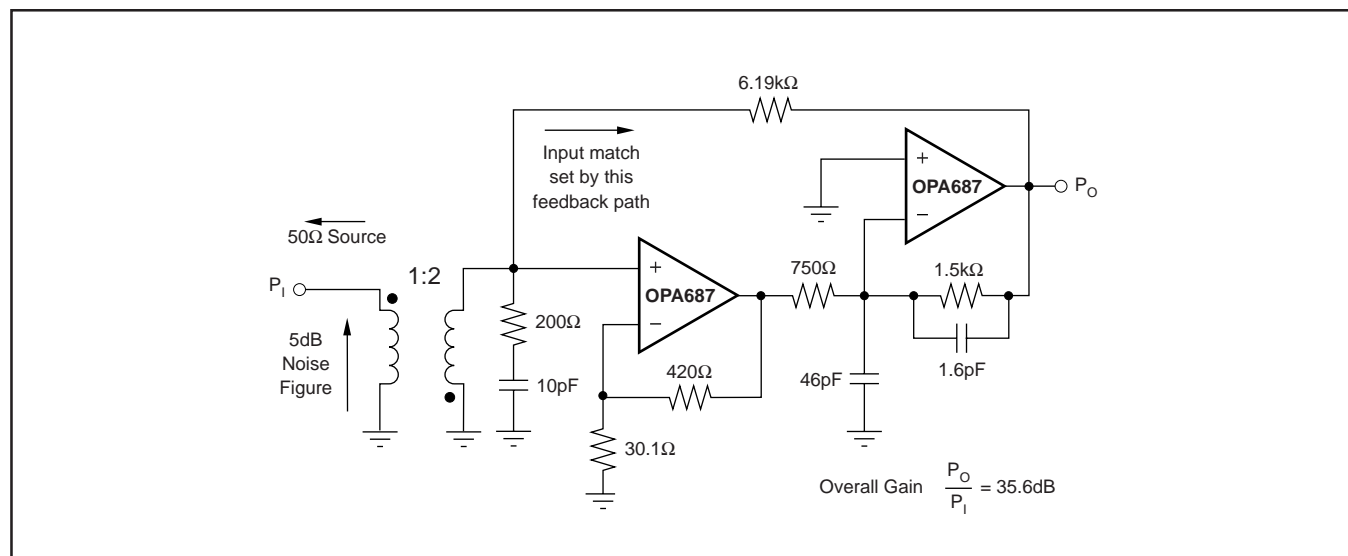 6.19kΩ
Input match
set by this
feedback path
+
OPA687
−
P_O
50Ω Source
1:2
P_I
5dB
Noise
Figure
200Ω
10pF
+
OPA687
−
750Ω
1.5kΩ
1.6pF
46pF
420Ω
30.1Ω
Overall Gain P_O / P_I = 35.6dB